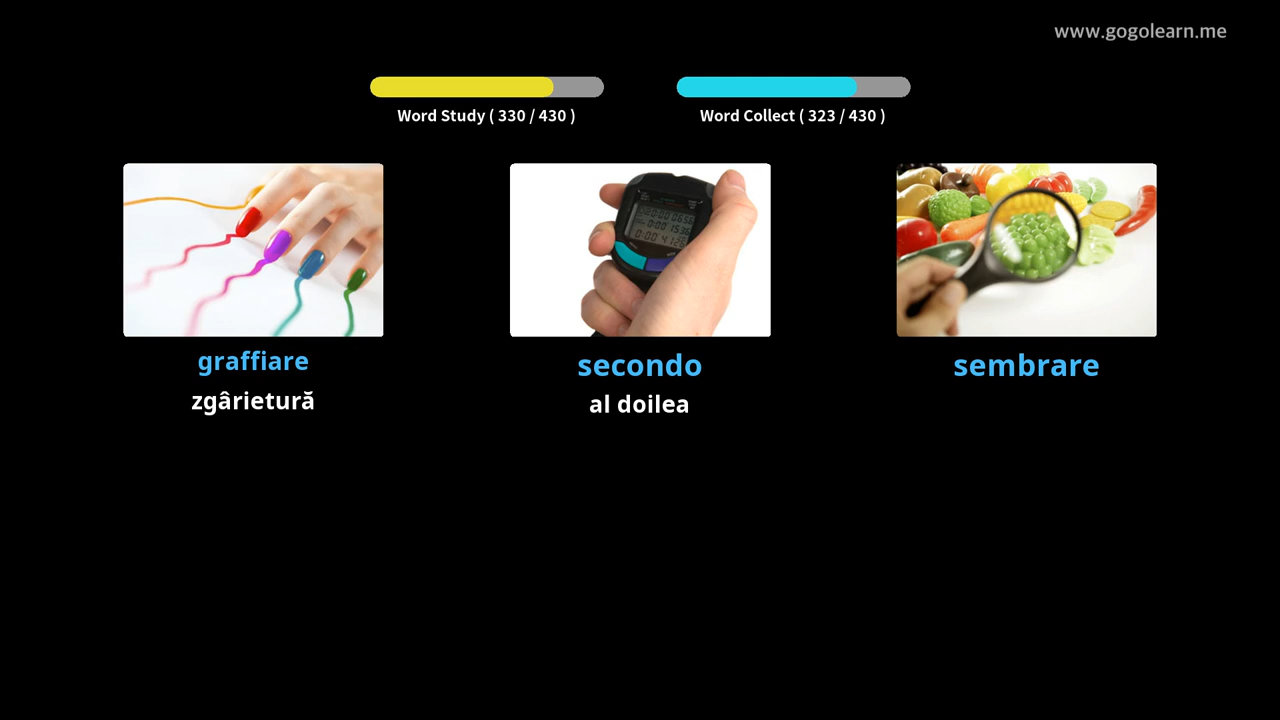 www.gogolearn.me
Word Study ( 330 / 430 )
Word Collect ( 323 / 430 )
graffiare
zgârietură
secondo
al doilea
sembrare